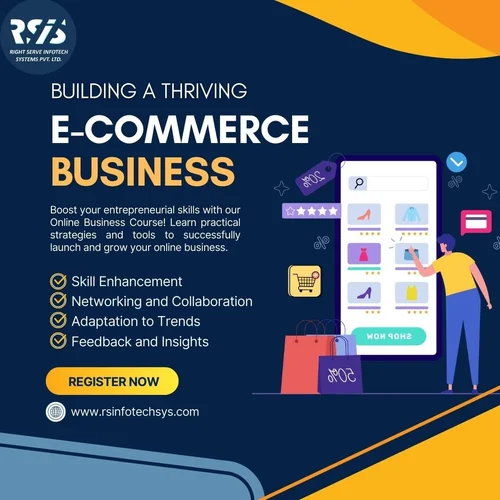 RSIS
RIGHT SERVE INFOTECH
SYSTEMS PVT. LTD.
BUILDING A THRIVING
E-COMMERCE
BUSINESS
Boost your entrepreneurial skills with our
Online Business Course! Learn practical
strategies and tools to successfully
launch and grow your online business.
Skill Enhancement
Networking and Collaboration
Adaptation to Trends
Feedback and Insights
REGISTER NOW
www.rsinfotechsys.com
20%
SHOP NOW
50%